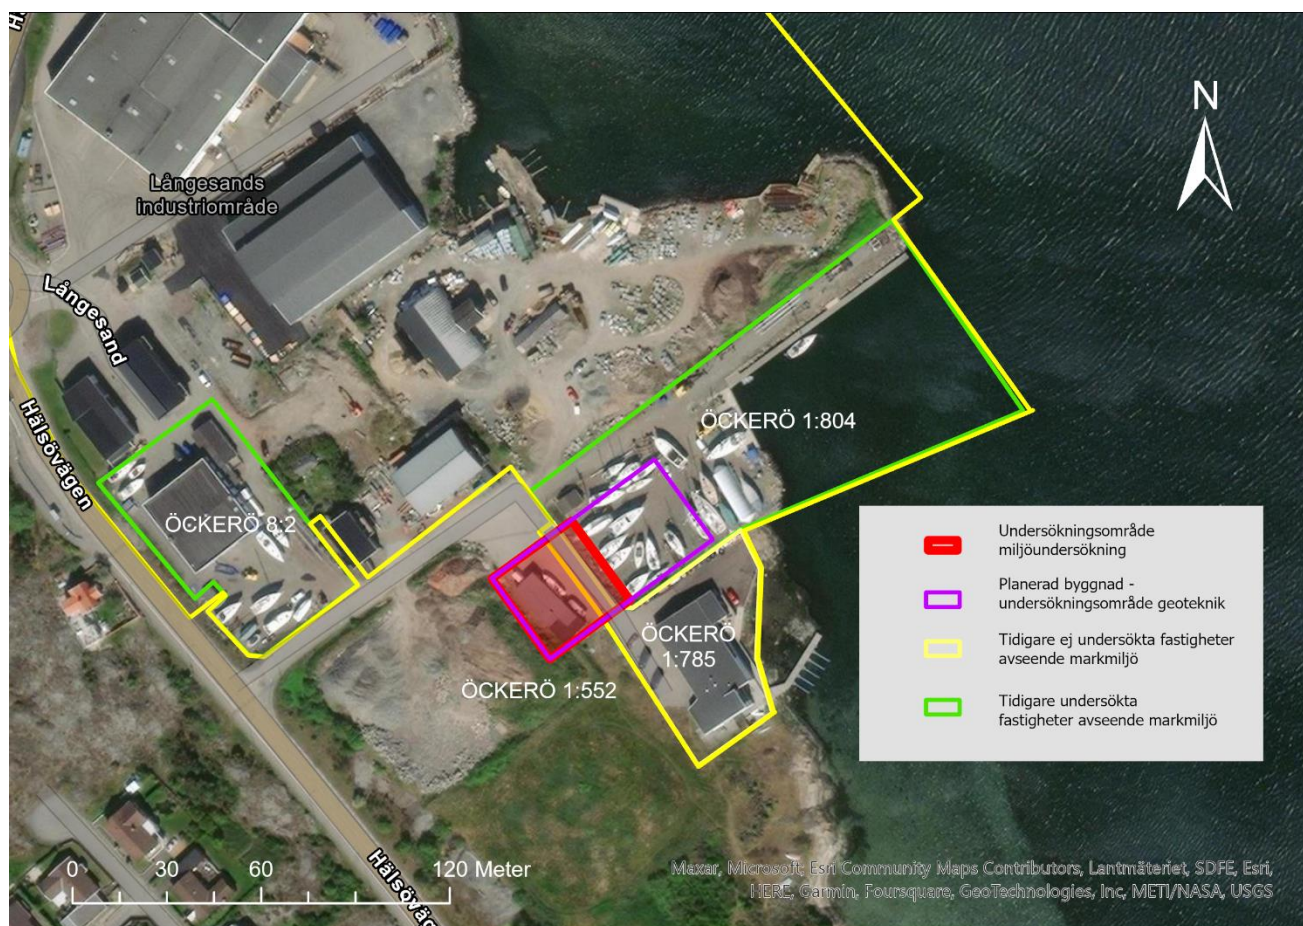 N
Långesands
industriområde
Långesand
Hälsövägen
ÖCKERÖ 1:804
ÖCKERÖ 8:2
ÖCKERÖ
1:785
ÖCKERÖ 1:552
Undersökningsområde
miljöundersökning
Planerad byggnad -
undersökningsområde geoteknik
Tidigare ej undersökta fastigheter
avseende markmiljö
Tidigare undersökta
fastigheter avseende markmiljö
0 30 60 120 Meter
Hälsöväg
Maxar, Microsoft, Esri Community Maps Contributors, Lantmäteriet, SDFE, Esri,
HERE, Garmin, Foursquare, GeoTechnologies, Inc, METI/NASA, USGS